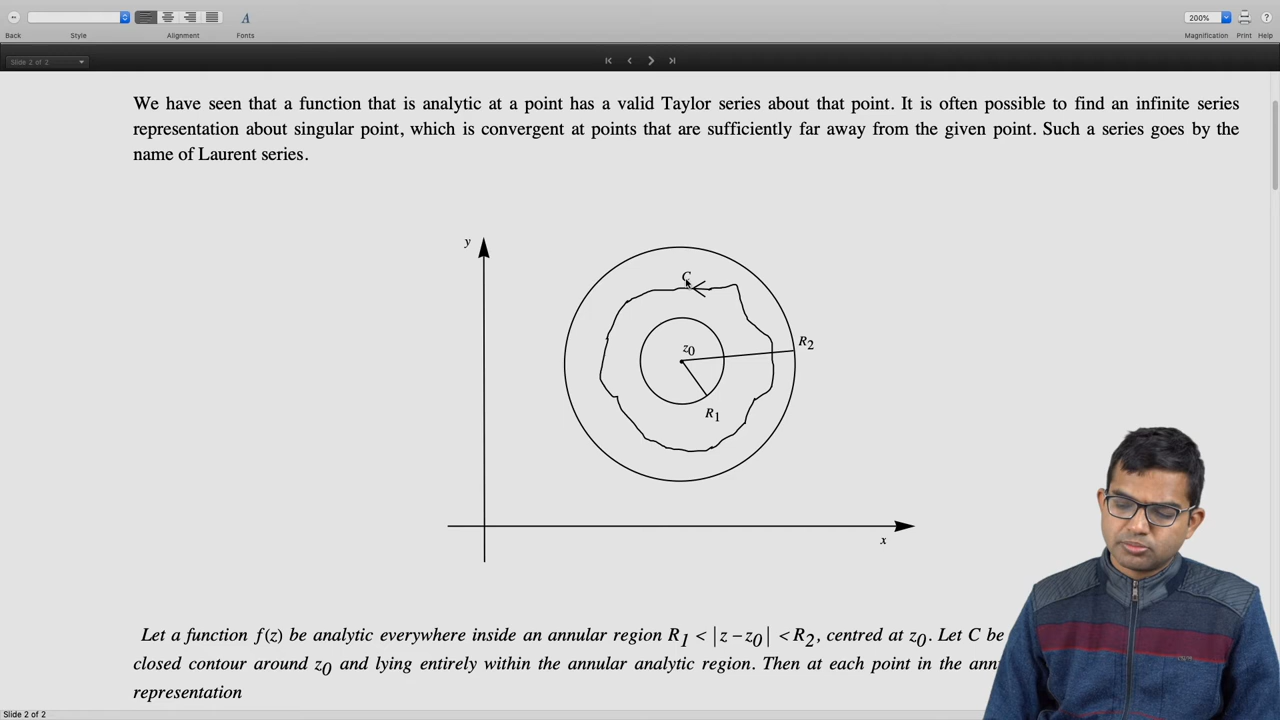 200%
Back
Style
Alignment
Fonts
Magnification
Print
Help
Slide 2 of 2
We have seen that a function that is analytic at a point has a valid Taylor series about that point. It is often possible to find an infinite series
representation about singular point, which is convergent at points that are sufficiently far away from the given point. Such a series goes by the
name of Laurent series.
y
C
z0
R2
R1
x
Let a function f(z) be analytic everywhere inside an annular region R1 < |z − z0| < R2, centred at z0. Let C be
closed contour around z0 and lying entirely within the annular analytic region. Then at each point in the
representation
Slide 2 of 2